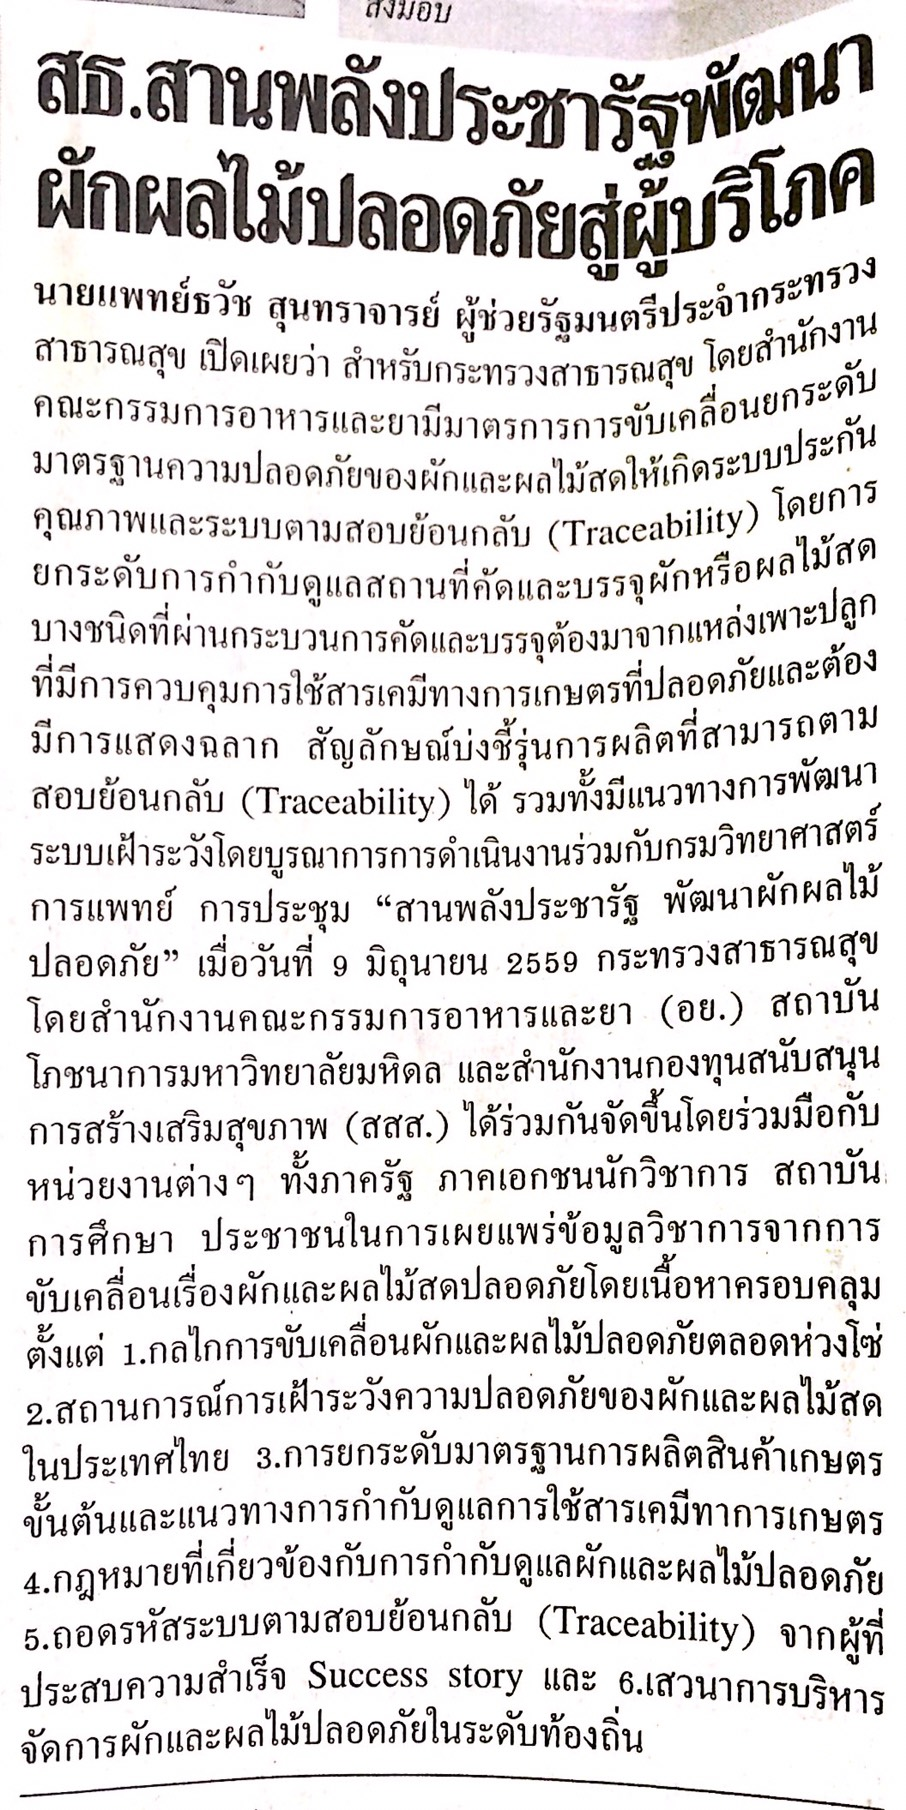 ส่งมอบ
สธ.สานพลังประชารัฐพัฒนา
ผักผลไม้ปลอดภัยสู่ผู้บริโภค
นายแพทย์ธวัช สุนทราจารย์ ผู้ช่วยรัฐมนตรีประจำกระทรวง
สาธารณสุข เปิดเผยว่า สำหรับกระทรวงสาธารณสุข โดยสำนักงาน
คณะกรรมการอาหารและยามีมาตรการการขับเคลื่อนยกระดับ
มาตรฐานความปลอดภัยของผักและผลไม้สดให้เกิดระบบประกัน
คุณภาพและระบบตามสอบย้อนกลับ (Traceability) โดยการ
ยกระดับการกำกับดูแลสถานที่คัดและบรรจุผักหรือผลไม้สด
บางชนิดที่ผ่านกระบวนการคัดและบรรจุต้องมาจากแหล่งเพาะปลูก
ที่มีการควบคุมการใช้สารเคมีทางการเกษตรที่ปลอดภัยและต้อง
มีการแสดงฉลาก สัญลักษณ์บ่งชี้รุ่นการผลิตที่สามารถตาม
สอบย้อนกลับ (Traceability) ได้ รวมทั้งมีแนวทางการพัฒนา
ระบบเฝ้าระวังโดยบูรณาการการดำเนินงานร่วมกับกรมวิทยาศาสตร์
การแพทย์ การประชุม “สานพลังประชารัฐ พัฒนาผักผลไม้
ปลอดภัย” เมื่อวันที่ 9 มิถุนายน 2559 กระทรวงสาธารณสุข
โดยสำนักงานคณะกรรมการอาหารและยา (อย.) สถาบัน
โภชนาการมหาวิทยาลัยมหิดล และสำนักงานกองทุนสนับสนุน
การสร้างเสริมสุขภาพ (สสส.) ได้ร่วมกันจัดขึ้นโดยร่วมมือกับ
หน่วยงานต่างๆ ทั้งภาครัฐ ภาคเอกชนนักวิชาการ สถาบัน
การศึกษา ประชาชนในการเผยแพร่ข้อมูลวิชาการจากการ
ขับเคลื่อนเรื่องผักและผลไม้สดปลอดภัยโดยเนื้อหาครอบคลุม
ตั้งแต่ 1.กลไกการขับเคลื่อนผักและผลไม้ปลอดภัยตลอดห่วงโซ่
2.สถานการณ์การเฝ้าระวังความปลอดภัยของผักและผลไม้สด
ในประเทศไทย 3.การยกระดับมาตรฐานการผลิตสินค้าเกษตร
ขั้นต้นและแนวทางการกำกับดูแลการใช้สารเคมีทาการเกษตร
4.กฎหมายที่เกี่ยวข้องกับการกำกับดูแลผักและผลไม้ปลอดภัย
5.ถอดรหัสระบบตามสอบย้อนกลับ (Traceability) จากผู้ที่
ประสบความสำเร็จ Success story และ 6.เสวนาการบริหาร
จัดการผักและผลไม้ปลอดภัยในระดับท้องถิ่น